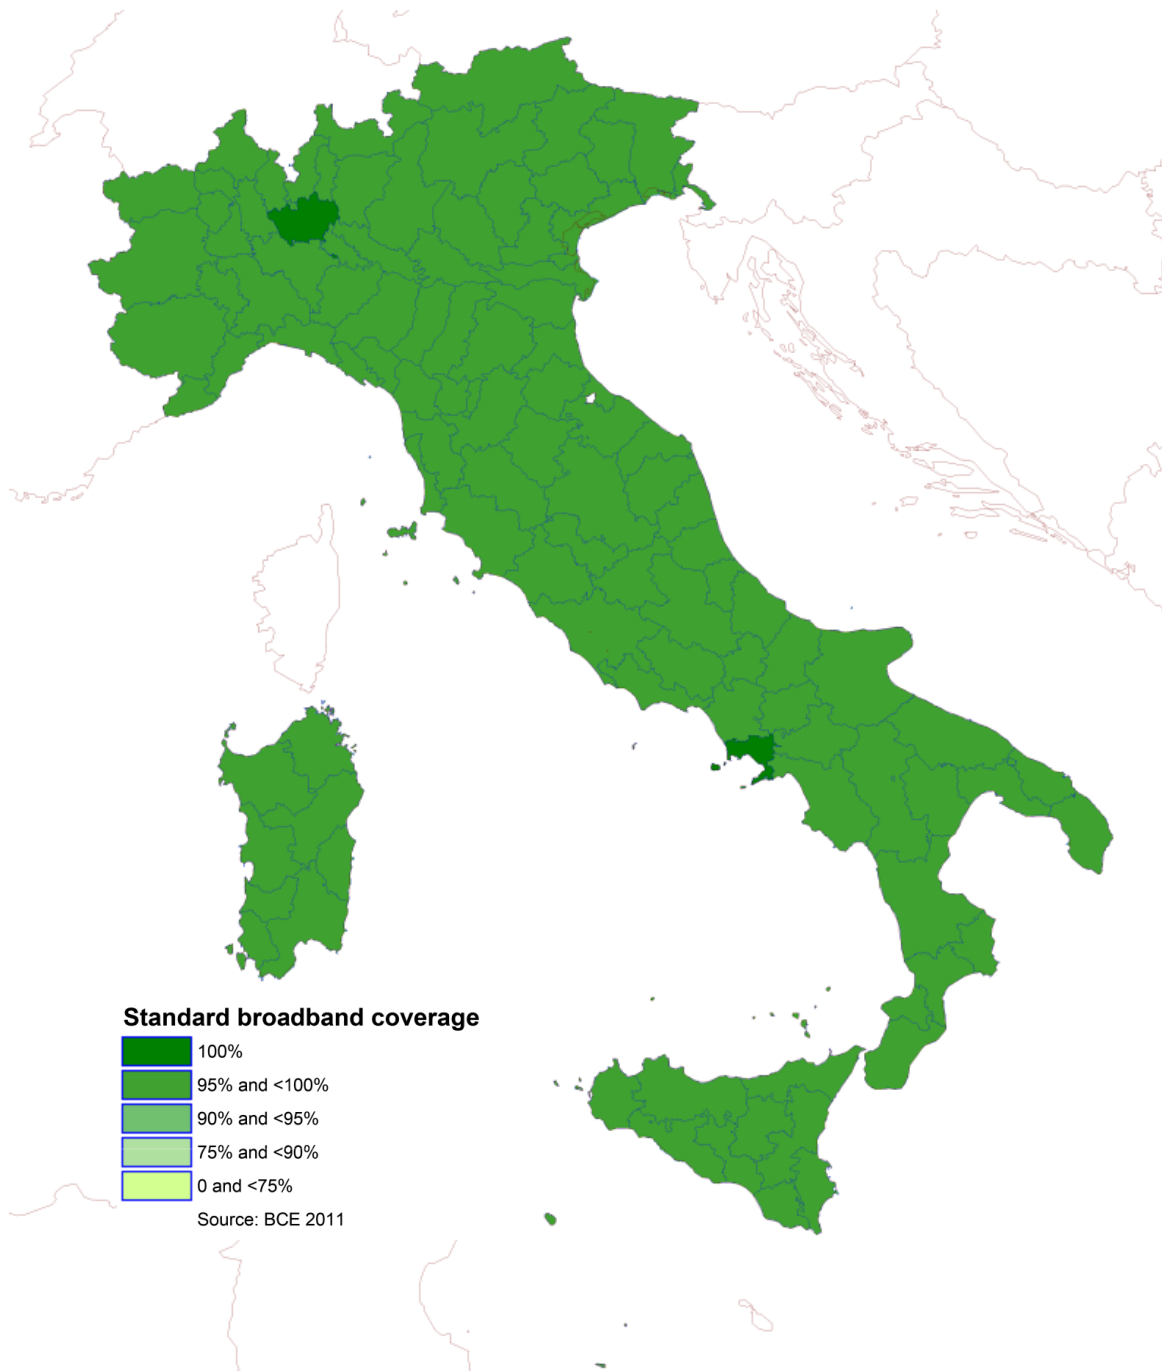 Standard broadband coverage
100%
95% and <100%
90% and <95%
75% and <90%
0 and <75%
Source: BCE 2011